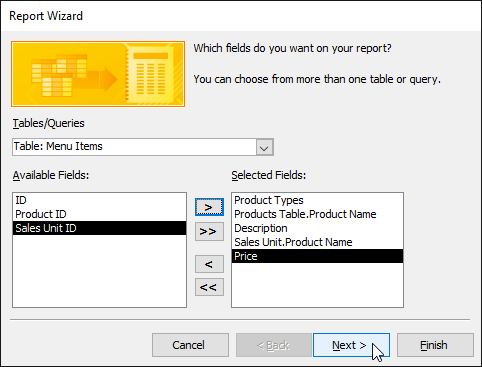 Report Wizard
Which fields do you want on your report?
You can choose from more than one table or query.
Tables/Queries
Table: Menu Items
Available Fields:
Selected Fields:
ID
Product ID
Sales Unit ID
>
>>
<
<<
Product Types
Products Table.Product Name
Description
Sales Unit.Product Name
Price
Cancel
< Back
Next >
Finish